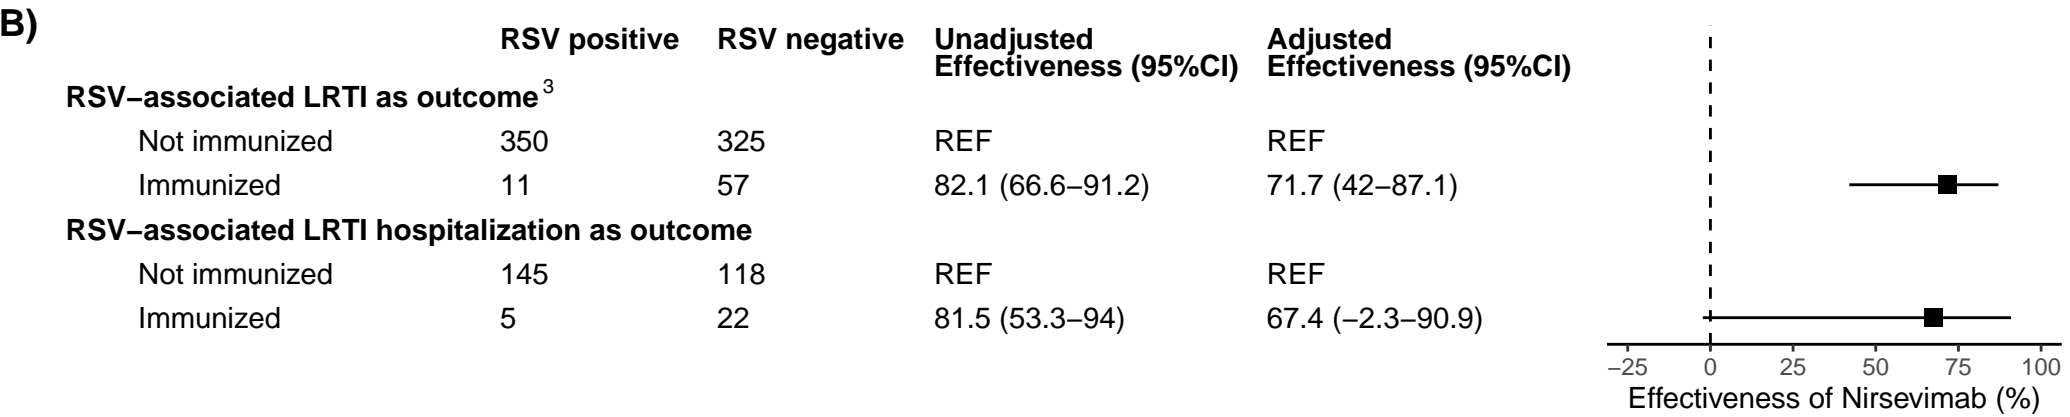 B)
RSV positive RSV negative Unadjusted Effectiveness (95%CI) Adjusted Effectiveness (95%CI)
RSV–associated LRTI as outcome 3
Not immunized 350 325 REF REF
Immunized 11 57 82.1 (66.6–91.2) 71.7 (42–87.1)
RSV–associated LRTI hospitalization as outcome
Not immunized 145 118 REF REF
Immunized 5 22 81.5 (53.3–94) 67.4 (−2.3–90.9)
−25 0 25 50 75 100
Effectiveness of Nirsevimab (%)